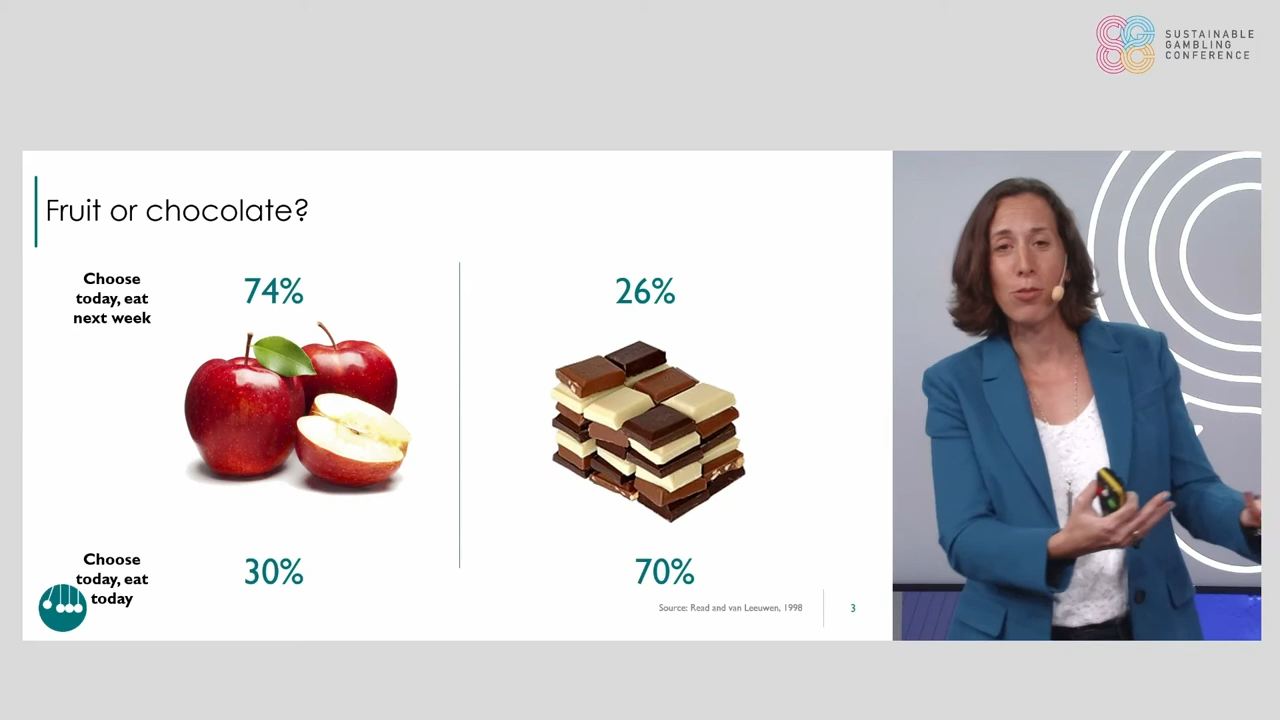 SUSTAINABLE
GAMBLING
CONFERENCE
Fruit or chocolate?
Choose
today, eat
next week
74%
26%
Choose
today, eat
today
30%
70%
Source: Read and van Leeuwen, 1998
3